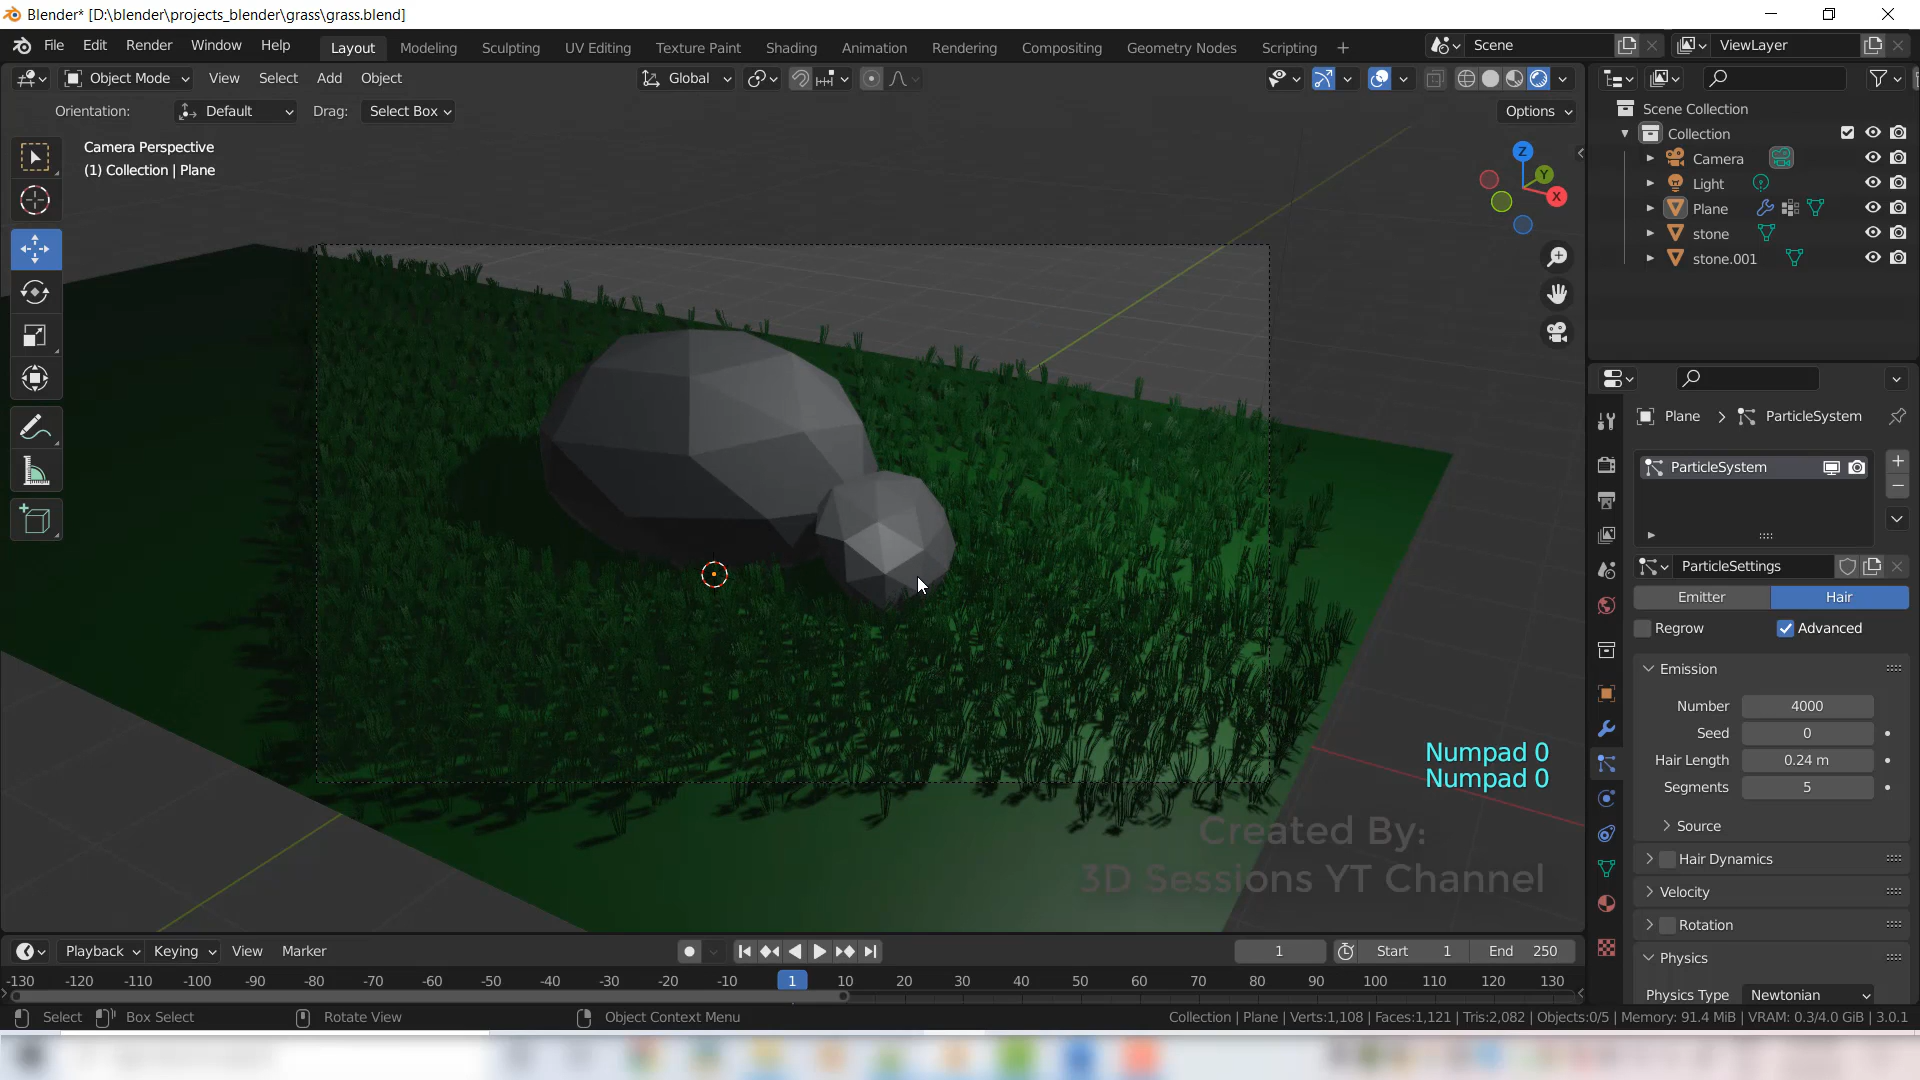 Blender* [D:\blender\projects_blender\grass\grass.blend]
File Edit Render Window Help
Layout Modeling Sculpting UV Editing Texture Paint Shading Animation Rendering Compositing Geometry Nodes Scripting
Scene
ViewLayer
Object Mode View Select Add Object
Global
Orientation: Default Drag: Select Box
Options
Camera Perspective
(1) Collection | Plane
Z
Y
X
Scene Collection
Collection
Camera
Light
Plane
stone
stone.001
Plane ParticleSystem
ParticleSystem
ParticleSettings
Emitter Hair
Regrow Advanced
Emission
Number 4000
Seed 0
Hair Length 0.24 m
Segments 5
Source
Hair Dynamics
Velocity
Rotation
Physics
Physics Type Newtonian
Numpad 0
Numpad 0
Created By:
3D Sessions YT Channel
Playback Keying View Marker
1 Start 1 End 250
-130 -120 -110 -100 -90 -80 -70 -60 -50 -40 -30 -20 -10 1 10 20 30 40 50 60 70 80 90 100 110 120 130
Select Box Select Rotate View Object Context Menu
Collection | Plane | Verts:1,108 | Faces:1,121 | Tris:2,082 | Objects:0/5 | Memory: 91.4 MiB | VRAM: 0.3/4.0 GiB | 3.0.1